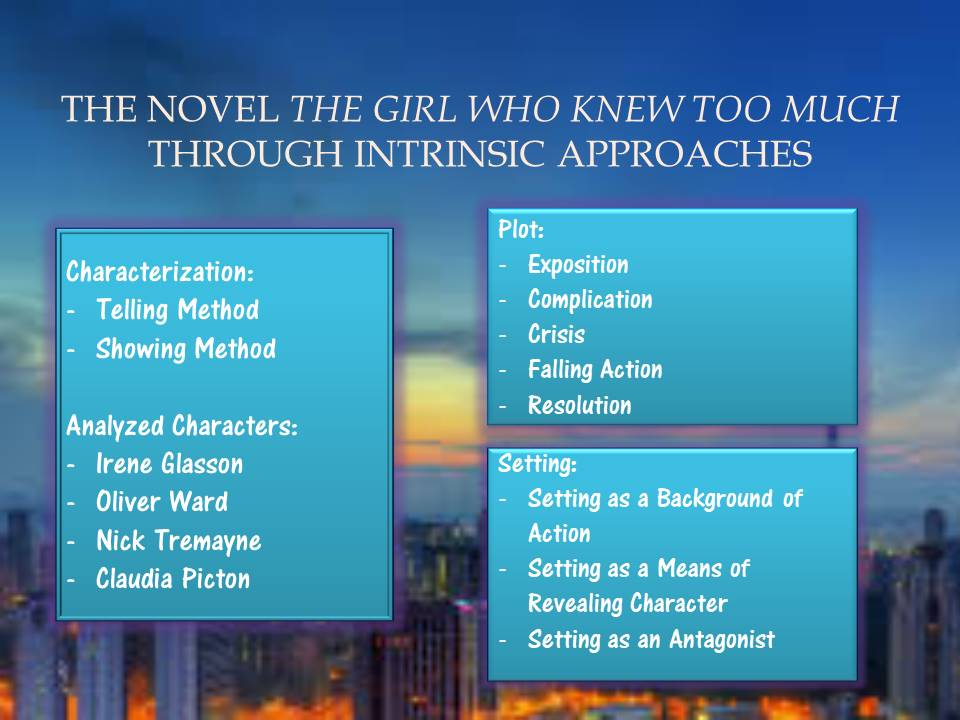 THE NOVEL THE GIRL WHO KNEW TOO MUCH
THROUGH INTRINSIC APPROACHES
Characterization:
- Telling Method
- Showing Method
Analyzed Characters:
- Irene Glasson
- Oliver Ward
- Nick Tremayne
- Claudia Picton
Plot:
- Exposition
- Complication
- Crisis
- Falling Action
- Resolution
Setting:
- Setting as a Background of
Action
- Setting as a Means of
Revealing Character
- Setting as an Antagonist